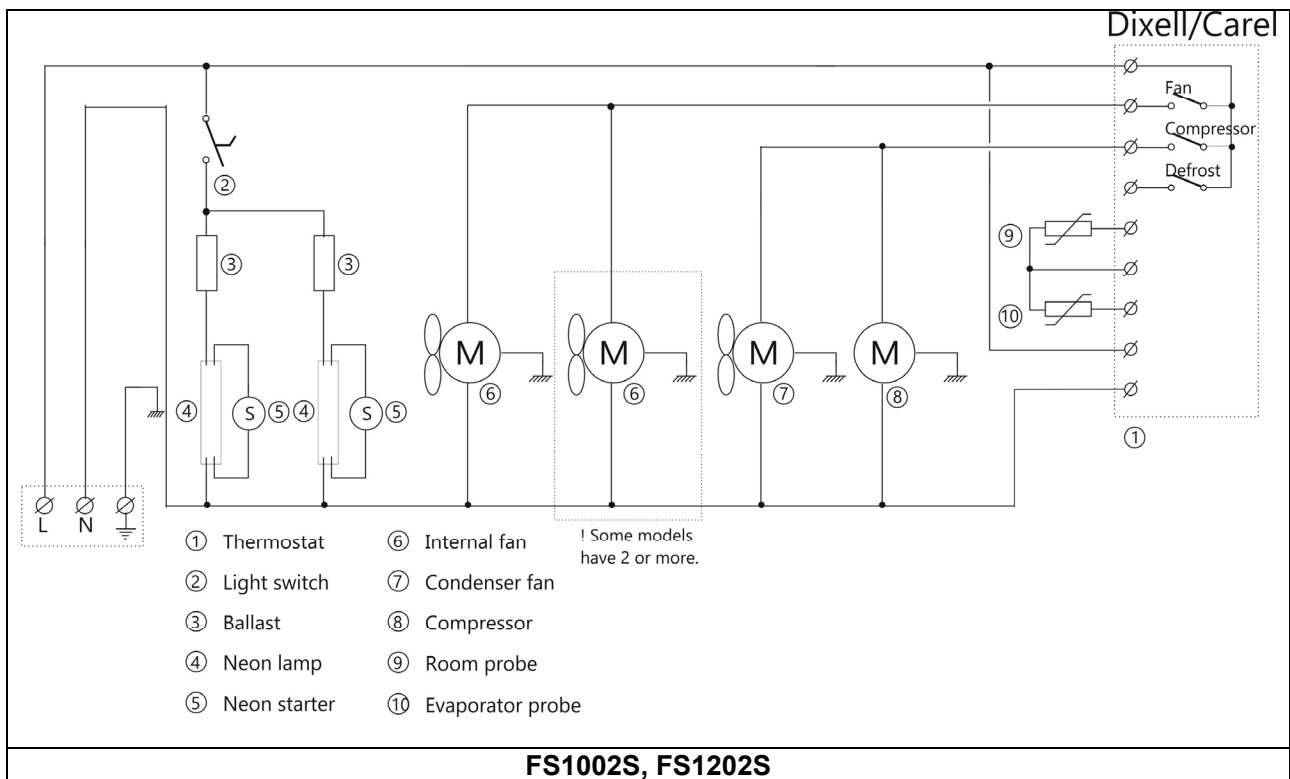 Dixell/Carel
Fan
Compressor
Defrost
②
③
③
⑨
⑩
M
M
M
M
⑥
⑥
⑦
⑧
④
S
⑤
④
S
⑤
①
L
N
! Some models
have 2 or more.
① Thermostat
② Light switch
③ Ballast
④ Neon lamp
⑤ Neon starter
⑥ Internal fan
⑦ Condenser fan
⑧ Compressor
⑨ Room probe
⑩ Evaporator probe
FS1002S, FS1202S